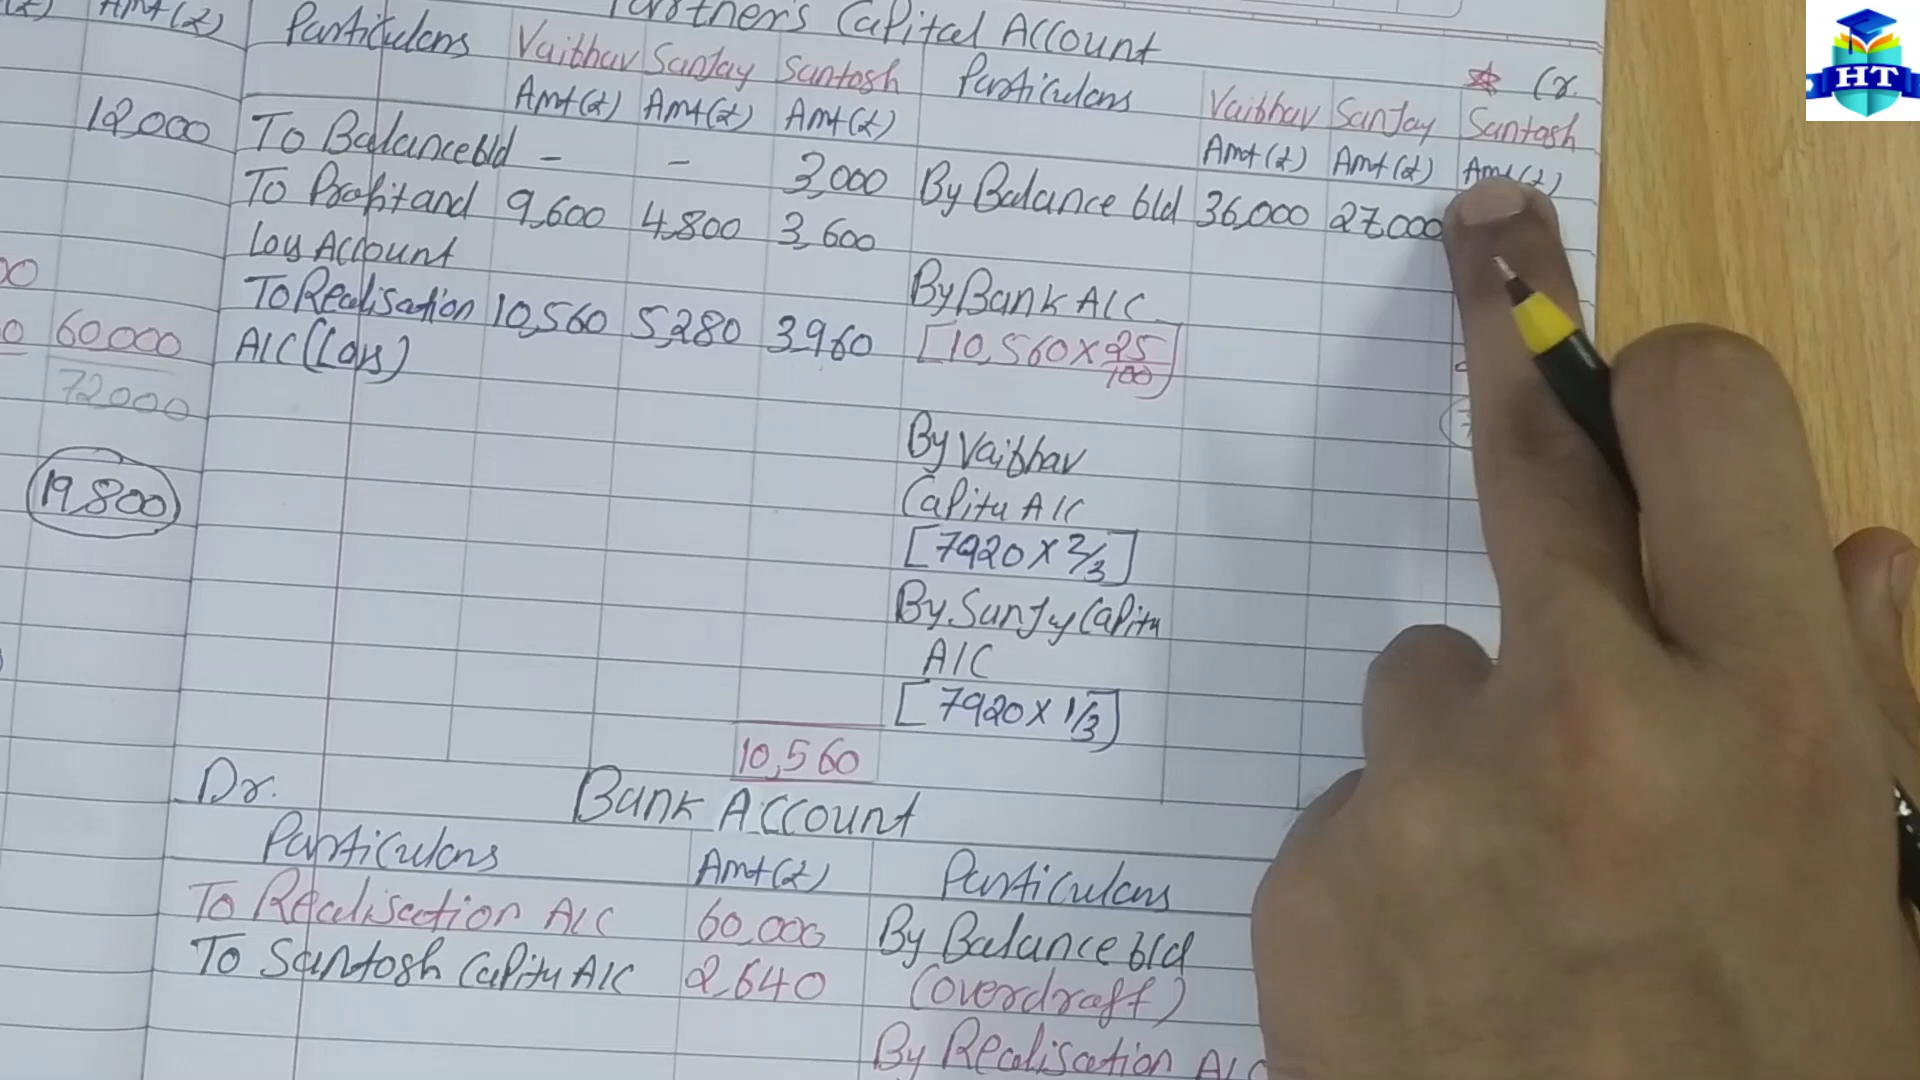 Partner's Capital Account
Amt(₹) Particulars Vaibhav Sanjay Santosh Particulars Vaibhav Sanjay Santosh
Amt(₹) Amt(₹) Amt(₹) Amt(₹) Amt(₹) Amt(₹)
12,000 To Balance b/d - - 3,000 By Balance b/d 36,000 27,000
To Profit and 9,600 4,800 3,600
Loss Account
To Realisation 10,560 5,280 3,960 By Bank A/C
60,000 A/C (Loss) [10,560 × 25/100]
72000
By Vaibhav
19,800 Capital A/C
[7920 × 2/3]
By Sanjy Capital
A/C
[7920 × 1/3]
10,560
Dr. Bank Account
Particulars Amt(₹) Particulars
To Realisation A/C 60,000 By Balance b/d
To Santosh Capital A/C 2,640 (overdraft)
By Realisation A/C
HT